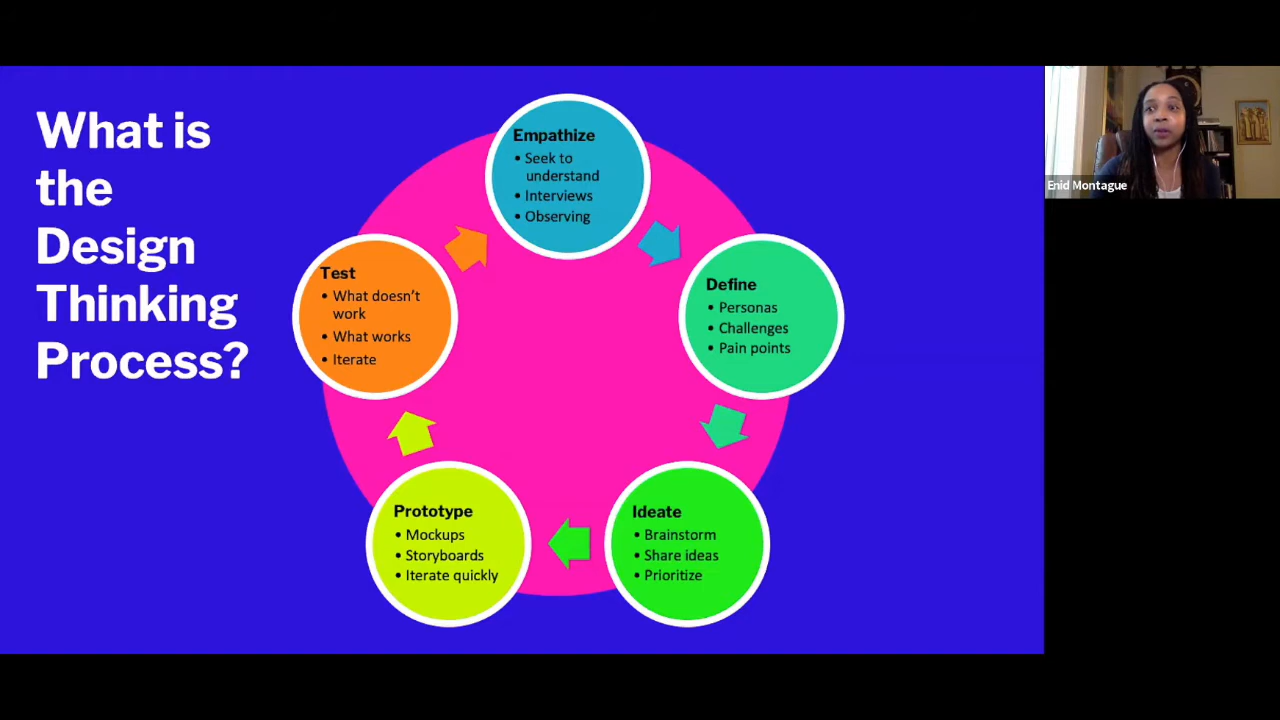 What is
the
Design
Thinking
Process?
Empathize
• Seek to
understand
• Interviews
• Observing
Define
• Personas
• Challenges
• Pain points
Ideate
• Brainstorm
• Share ideas
• Prioritize
Prototype
• Mockups
• Storyboards
• Iterate quickly
Test
• What doesn’t
work
• What works
• Iterate
Enid Montague